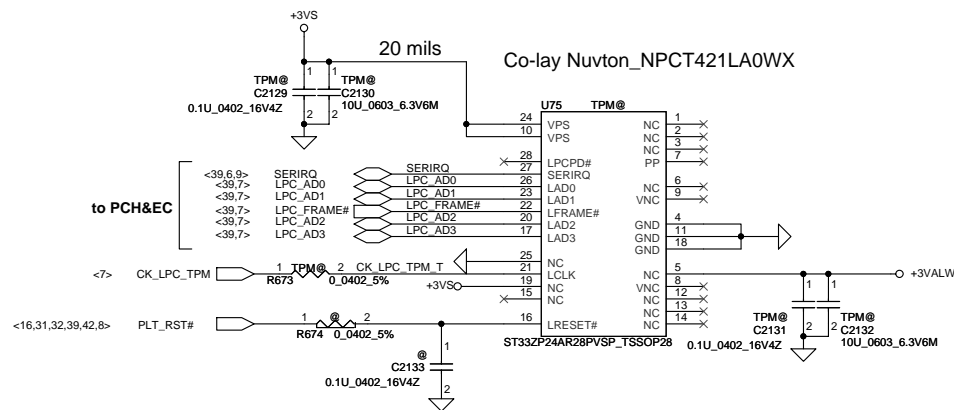 +3VS
20 mils
Co-lay Nuvton_NPCT421LA0WX
TPM@ C2129 0.1U_0402_16V4Z 1 2
TPM@ C2130 10U_0603_6.3V6M 1 2
U75 TPM@
24 VPS NC 1
10 VPS NC 2
NC 3
28 LPCPD# PP 7
<39,6,9> SERIRQ SERIRQ 27 SERIRQ
<39,7> LPC_AD0 LPC_AD0 26 LAD0 NC 6
<39,7> LPC_AD1 LPC_AD1 23 LAD1 VNC 9
to PCH&EC
<39,7> LPC_FRAME# LPC_FRAME# 22 LFRAME#
<39,7> LPC_AD2 LPC_AD2 20 LAD2 GND 4
<39,7> LPC_AD3 LPC_AD3 17 LAD3 GND 11
GND 18
25 NC
<7> CK_LPC_TPM 1 TPM@ 2 CK_LPC_TPM_T 21 LCLK NC 5 +3VALW
R673 0_0402_5%
+3VS 19 NC VNC 8
15 NC NC 12
NC 13
<16,31,32,39,42,8> PLT_RST# 1 @ 2 16 LRESET# NC 14
R674 0_0402_5%
ST33ZP24AR28PVSP_TSSOP28
TPM@ C2131 0.1U_0402_16V4Z 1 2
TPM@ C2132 10U_0603_6.3V6M 1 2
@ C2133 0.1U_0402_16V4Z 1 2